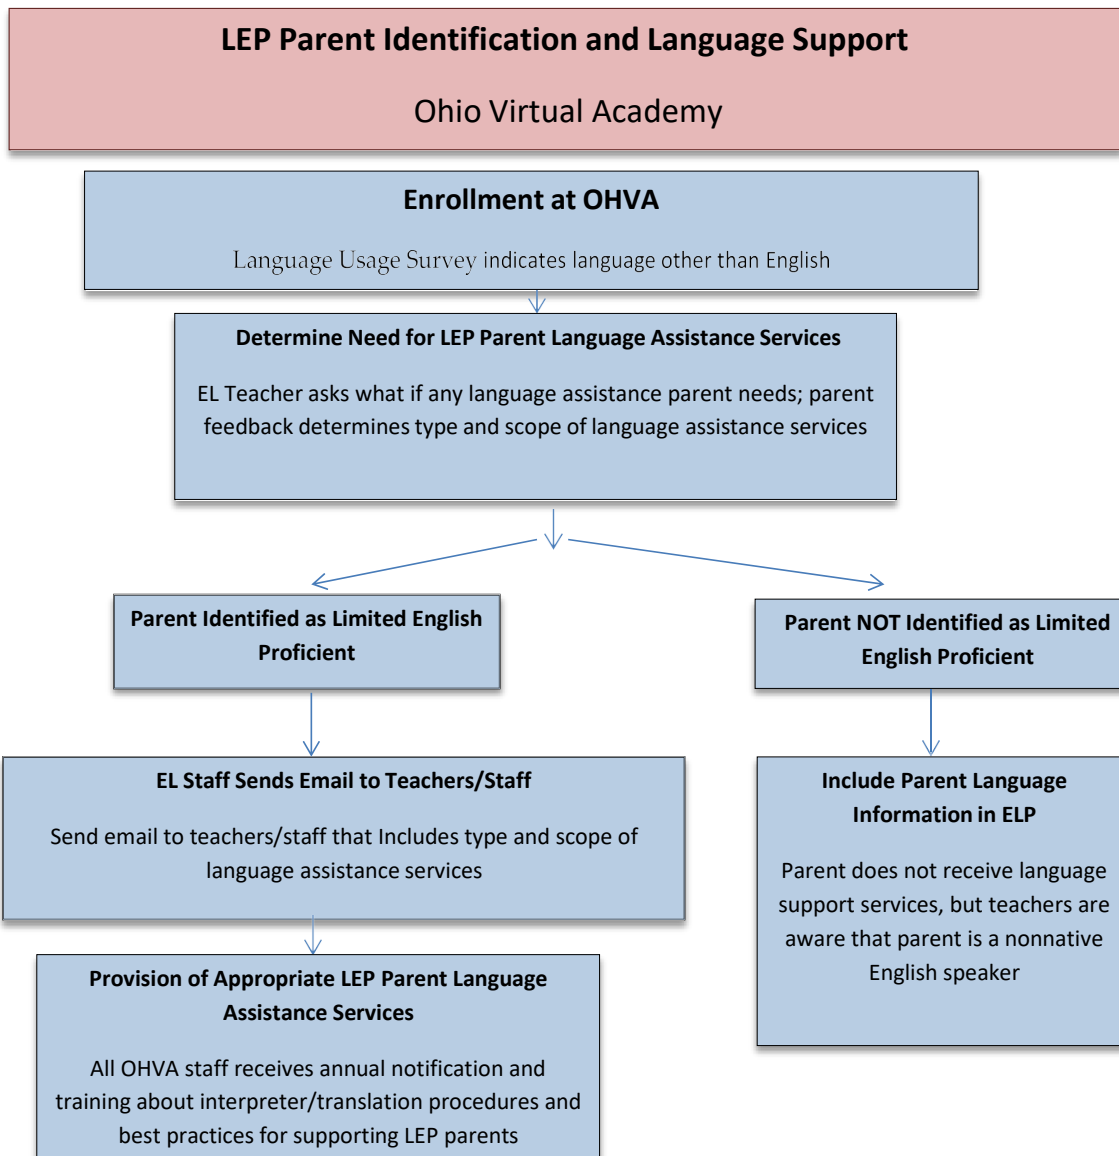 LEP Parent Identification and Language Support
Ohio Virtual Academy
Enrollment at OHVA
Language Usage Survey indicates language other than English
Determine Need for LEP Parent Language Assistance Services
EL Teacher asks what if any language assistance parent needs; parent
feedback determines type and scope of language assistance services
Parent Identified as Limited English
Proficient
Parent NOT Identified as Limited
English Proficient
EL Staff Sends Email to Teachers/Staff
Send email to teachers/staff that Includes type and scope of
language assistance services
Include Parent Language
Information in ELP
Parent does not receive language
support services, but teachers are
aware that parent is a nonnative
English speaker
Provision of Appropriate LEP Parent Language
Assistance Services
All OHVA staff receives annual notification and
training about interpreter/translation procedures and
best practices for supporting LEP parents